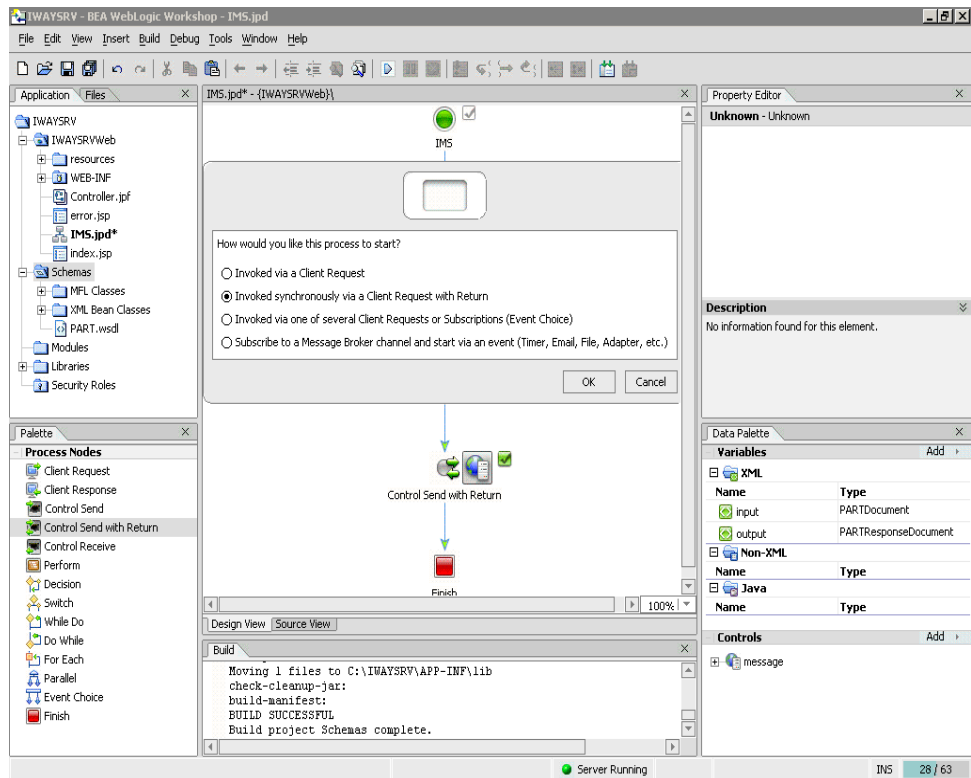 IWAYSRV - BEA WebLogic Workshop - IMS.jpd
File Edit View Insert Build Debug Tools Window Help
Application Files
IWAYSRV
IWAYSRVWeb
resources
WEB-INF
Controller.jpf
error.jsp
IMS.jpd*
index.jsp
Schemas
MFL Classes
XML Bean Classes
PART.wsdl
Modules
Libraries
Security Roles
Palette
Process Nodes
Client Request
Client Response
Control Send
Control Send with Return
Control Receive
Perform
Decision
Switch
While Do
Do While
For Each
Parallel
Event Choice
Finish
IMS.jpd* - {IWAYSRVWeb}\
IMS
How would you like this process to start?
Invoked via a Client Request
Invoked synchronously via a Client Request with Return
Invoked via one of several Client Requests or Subscriptions (Event Choice)
Subscribe to a Message Broker channel and start via an event (Timer, Email, File, Adapter, etc.)
OK Cancel
Control Send with Return
Finish
100%
Design View Source View
Build
Moving 1 files to C:\IWAYSRV\APP-INF\lib
check-cleanup-jar:
build-manifest:
BUILD SUCCESSFUL
Build project Schemas complete.
Property Editor
Unknown - Unknown
Description
No information found for this element.
Data Palette
Variables Add
XML
Name Type
input PARTDocument
output PARTResponseDocument
Non-XML
Name Type
Java
Name Type
Controls Add
message
Server Running INS 28 / 63